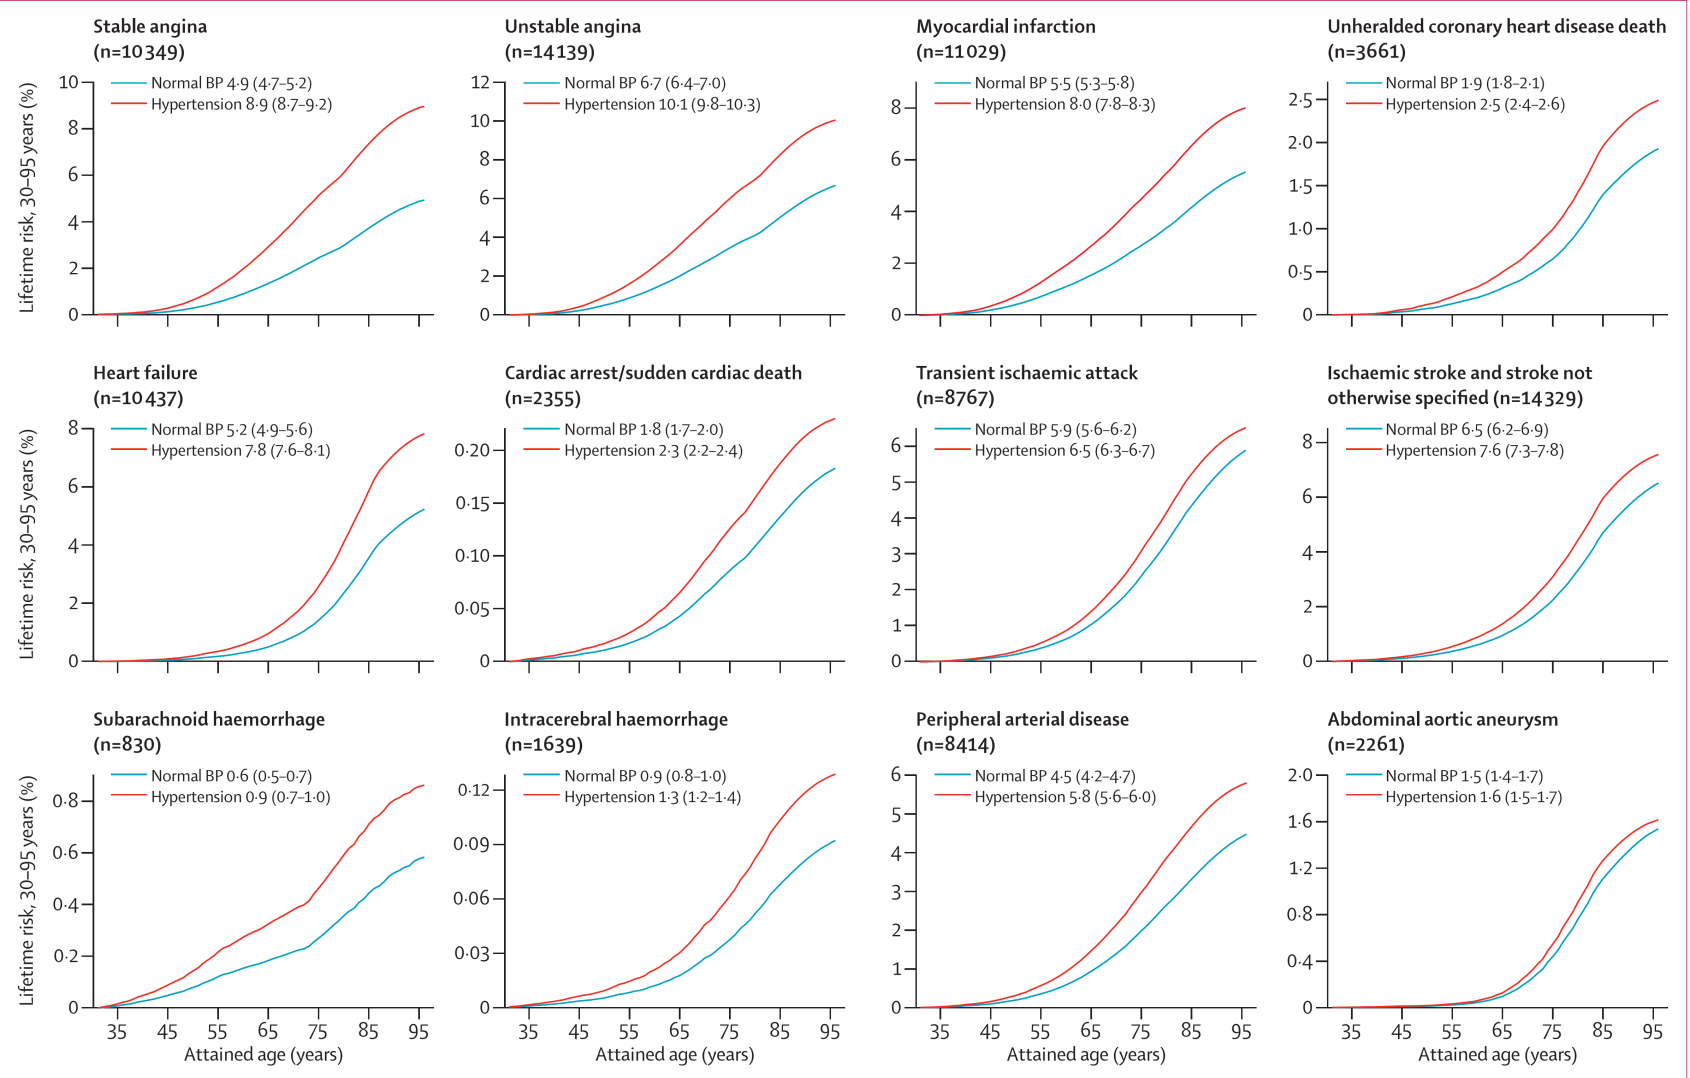 Stable angina
(n=10349)
Lifetime risk, 30–95 years (%)
10
8
6
4
2
0
Normal BP 4·9 (4·7–5·2)
Hypertension 8·9 (8·7–9·2)
Unstable angina
(n=14139)
12
10
8
6
4
2
0
Normal BP 6·7 (6·4–7·0)
Hypertension 10·1 (9·8–10·3)
Myocardial infarction
(n=11029)
8
6
4
2
0
Normal BP 5·5 (5·3–5·8)
Hypertension 8·0 (7·8–8·3)
Unheralded coronary heart disease death
(n=3661)
2·5
2·0
1·5
1·0
0·5
0
Normal BP 1·9 (1·8–2·1)
Hypertension 2·5 (2·4–2·6)
Heart failure
(n=10437)
Lifetime risk, 30–95 years (%)
8
6
4
2
0
Normal BP 5·2 (4·9–5·6)
Hypertension 7·8 (7·6–8·1)
Cardiac arrest/sudden cardiac death
(n=2355)
0·20
0·15
0·10
0·05
0
Normal BP 1·8 (1·7–2·0)
Hypertension 2·3 (2·2–2·4)
Transient ischaemic attack
(n=8767)
6
5
4
3
2
1
0
Normal BP 5·9 (5·6–6·2)
Hypertension 6·5 (6·3–6·7)
Ischaemic stroke and stroke not
otherwise specified (n=14329)
8
6
4
2
0
Normal BP 6·5 (6·2–6·9)
Hypertension 7·6 (7·3–7·8)
Subarachnoid haemorrhage
(n=830)
Lifetime risk, 30–95 years (%)
0·8
0·6
0·4
0·2
0
Normal BP 0·6 (0·5–0·7)
Hypertension 0·9 (0·7–1·0)
35 45 55 65 75 85 95
Attained age (years)
Intracerebral haemorrhage
(n=1639)
0·12
0·09
0·06
0·03
0
Normal BP 0·9 (0·8–1·0)
Hypertension 1·3 (1·2–1·4)
35 45 55 65 75 85 95
Attained age (years)
Peripheral arterial disease
(n=8414)
6
5
4
3
2
1
0
Normal BP 4·5 (4·2–4·7)
Hypertension 5·8 (5·6–6·0)
35 45 55 65 75 85 95
Attained age (years)
Abdominal aortic aneurysm
(n=2261)
2·0
1·6
1·2
0·8
0·4
0
Normal BP 1·5 (1·4–1·7)
Hypertension 1·6 (1·5–1·7)
35 45 55 65 75 85 95
Attained age (years)